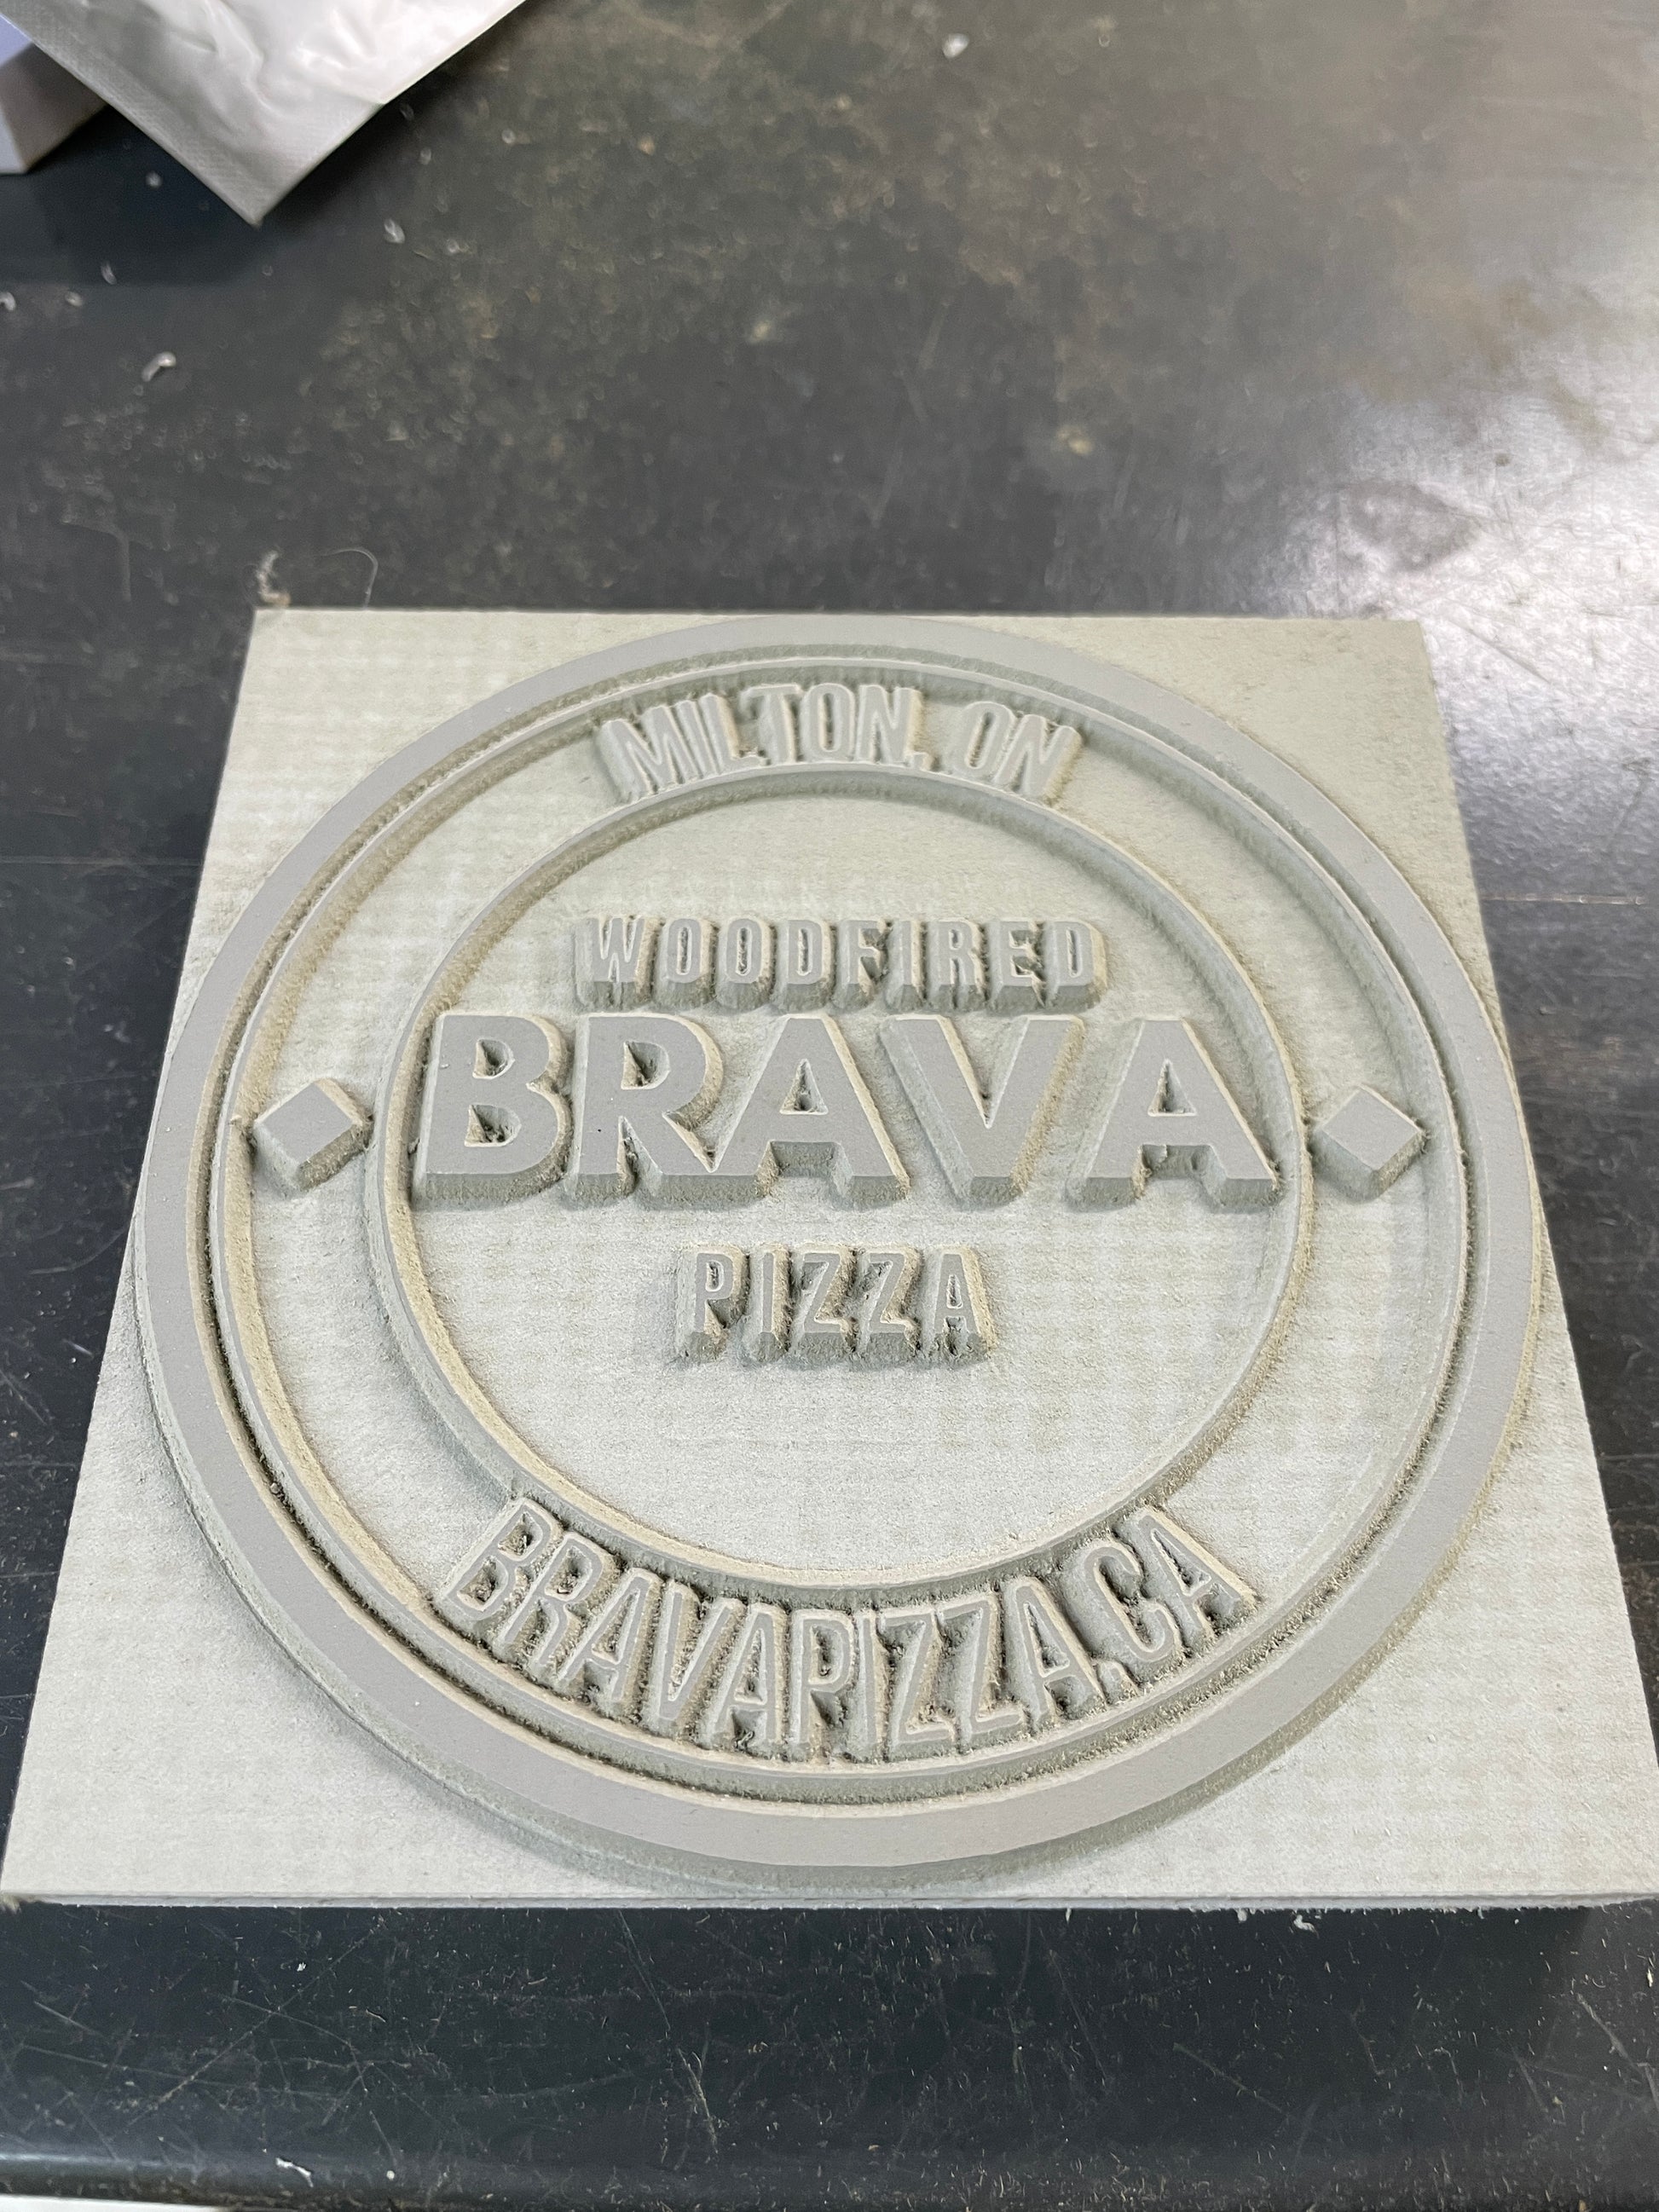 MILTON, ON
WOODFIRED
BRAVA
PIZZA
BRAVAPIZZA.CA